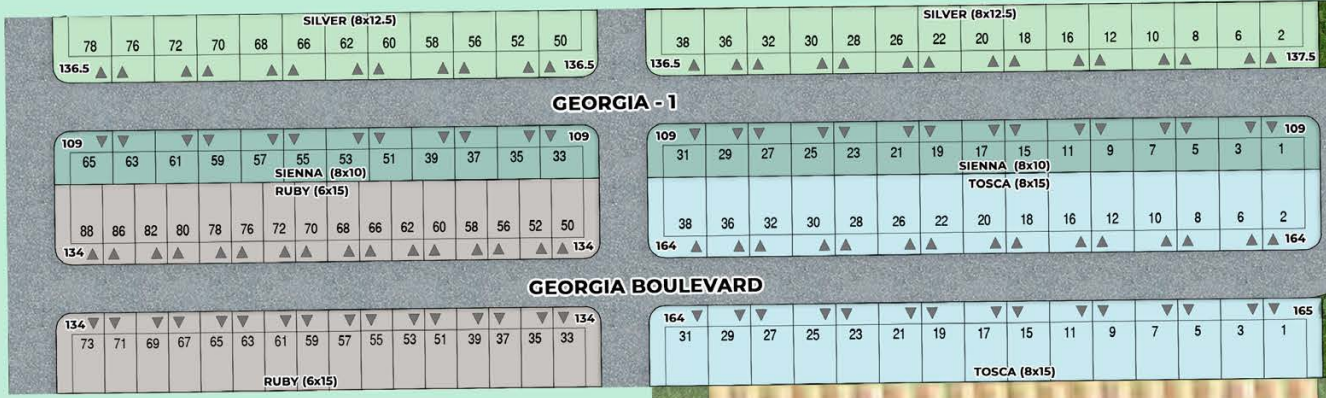 SILVER (8x12.5)
78 76 72 70 68 66 62 60 58 56 52 50
136.5 136.5
SILVER (8x12.5)
38 36 32 30 28 26 22 20 18 16 12 10 8 6 2
136.5 137.5
GEORGIA - 1
109 109
65 63 61 59 57 55 53 51 39 37 35 33
SIENNA (8x10)
109 109
31 29 27 25 23 21 19 17 15 11 9 7 5 3 1
SIENNA (8x10)
RUBY (6x15)
88 86 82 80 78 76 72 70 68 66 62 60 58 56 52 50
134 134
TOSCA (8x15)
38 36 32 30 28 26 22 20 18 16 12 10 8 6 2
164 164
GEORGIA BOULEVARD
134 134
73 71 69 67 65 63 61 59 57 55 53 51 39 37 35 33
RUBY (6x15)
164 165
31 29 27 25 23 21 19 17 15 11 9 7 5 3 1
TOSCA (8x15)